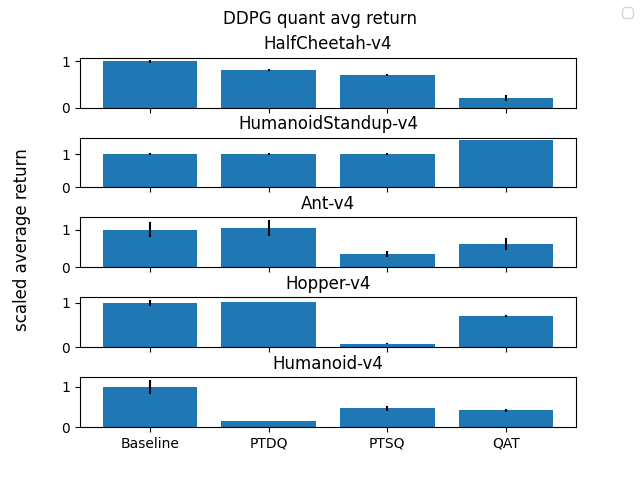 DDPG quant avg return
HalfCheetah-v4
1
0
HumanoidStandup-v4
1
0
Ant-v4
1
0
Hopper-v4
1
0
Humanoid-v4
1
0
Baseline PTDQ PTSQ QAT
scaled average return